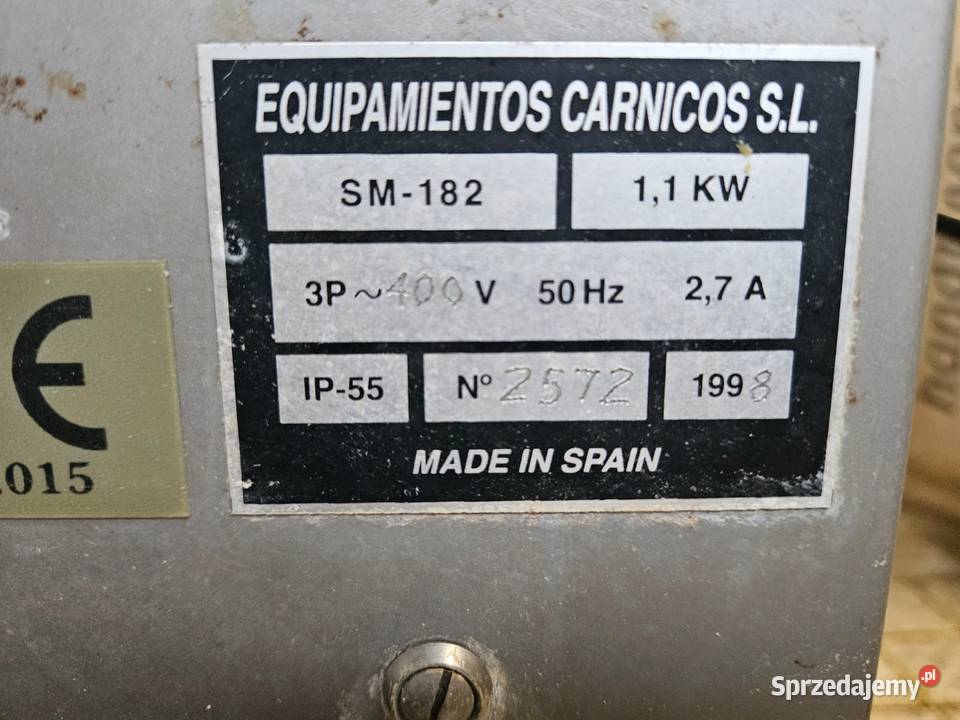 EQUIPAMIENTOS CARNICOS S.L.
SM-182 1,1 KW
3P ~400 V 50 Hz 2,7 A
IP-55 Nº 2572 1998
MADE IN SPAIN
CE
.015
Sprzedajemy.pl